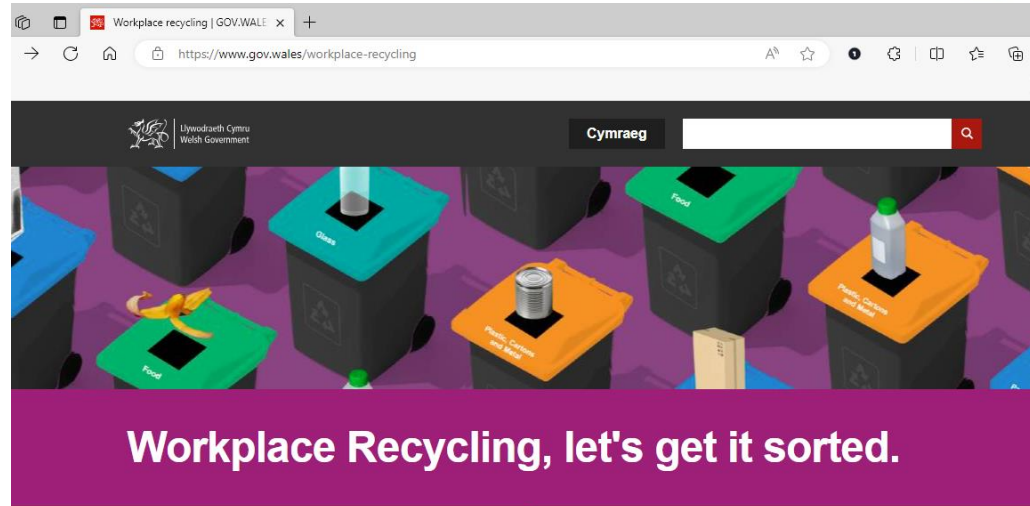 Workplace recycling | GOV.WALE
https://www.gov.wales/workplace-recycling
Llywodraeth Cymru
Welsh Government
Cymraeg
Food
Glass
Plastic, Cartons
and Metal
Plastic, Cartons
and Metal
Food
Workplace Recycling, let's get it sorted.